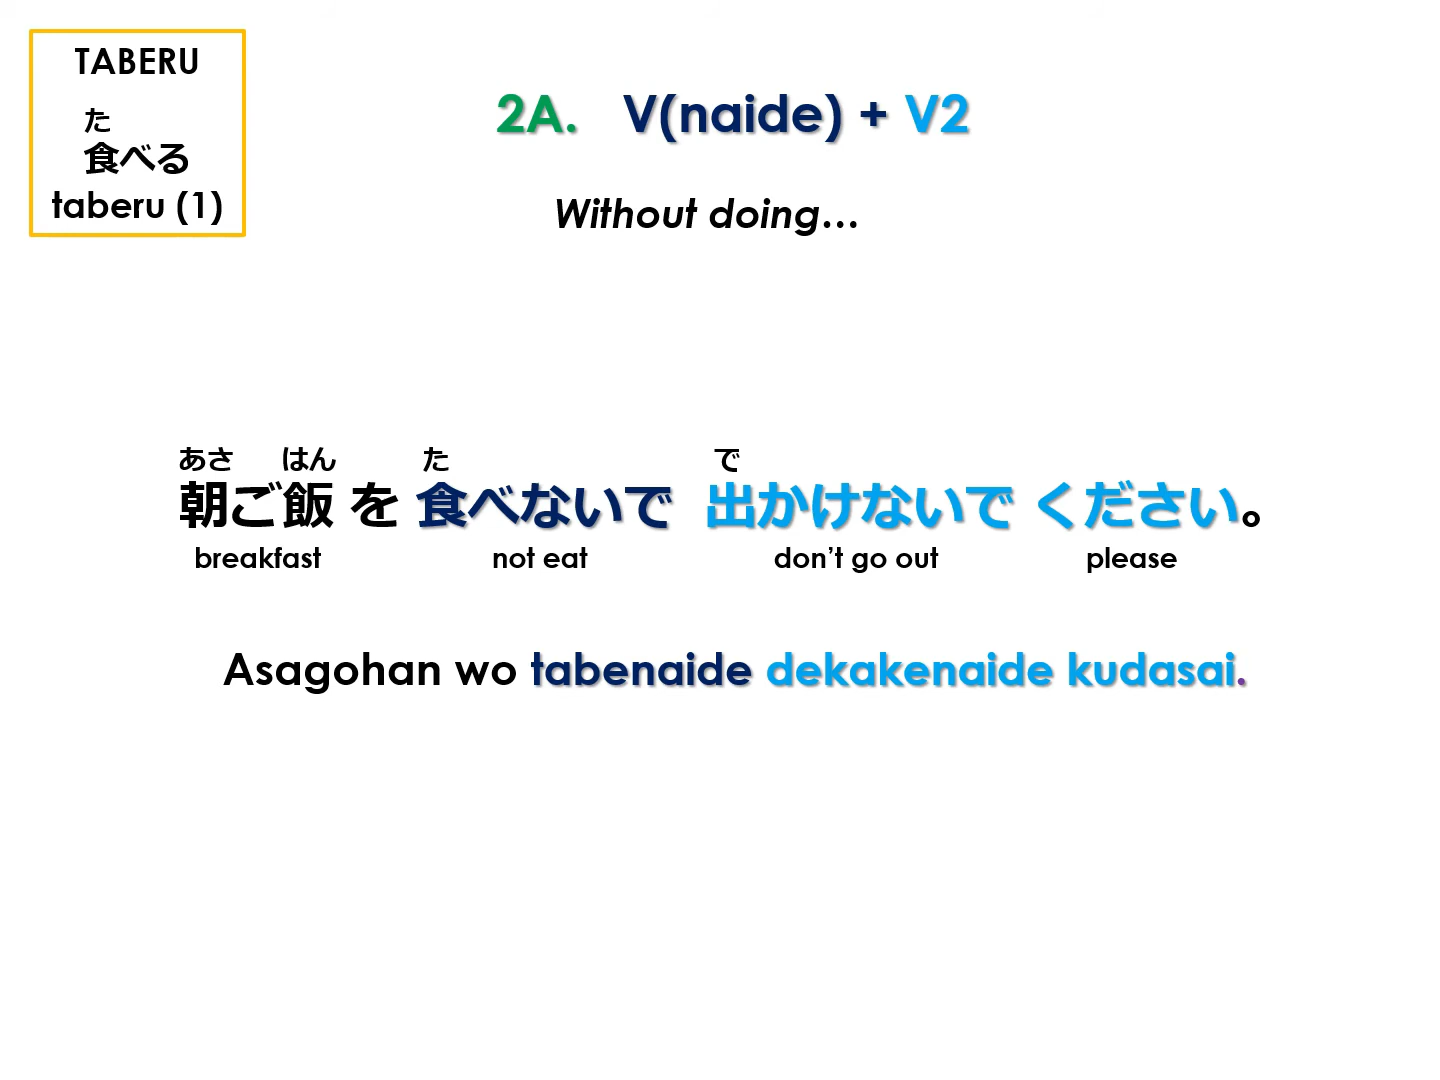 TABERU
た
食べる
taberu (1)
2A. V(naide) + V2
Without doing…
あさ はん た で
朝ご飯 を 食べないで 出かけないで ください。
breakfast not eat don’t go out please
Asagohan wo tabenaide dekakenaide kudasai.